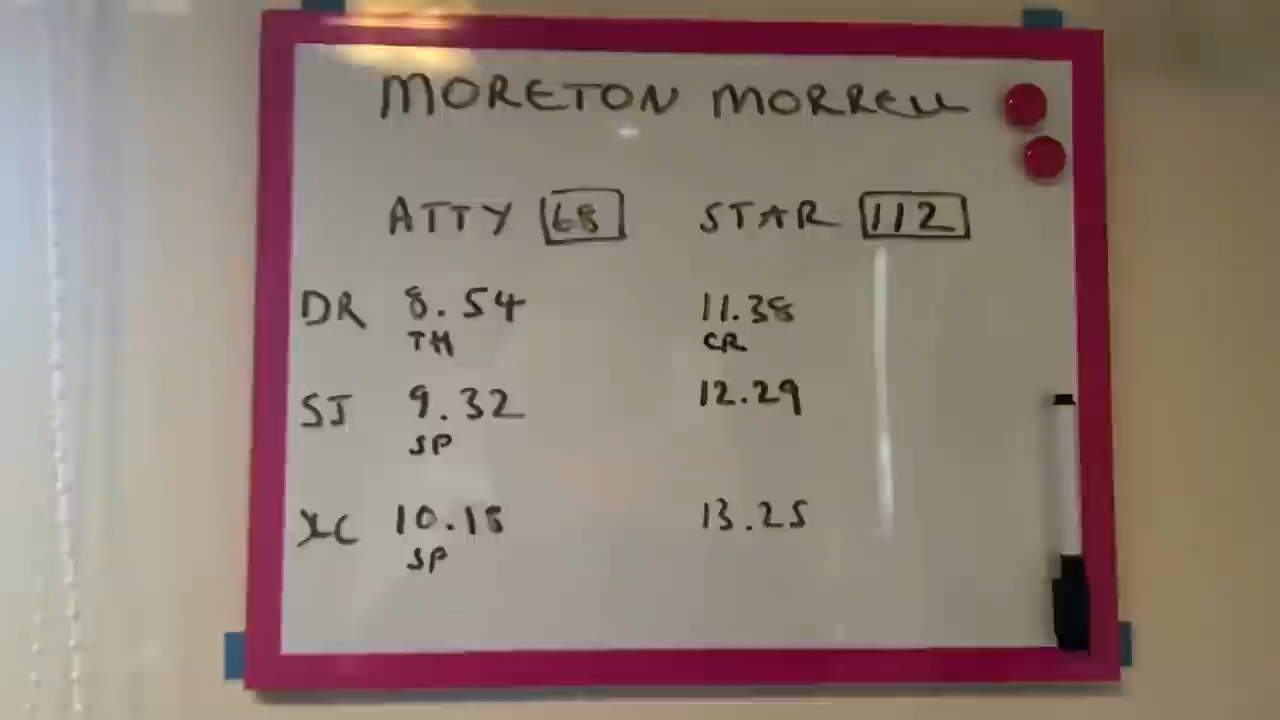 MORETON MORRELL
ATTY 68 STAR 112
DR 8.54 11.38
TH CR
SJ 9.32 12.29
SP
XC 10.18 13.25
SP